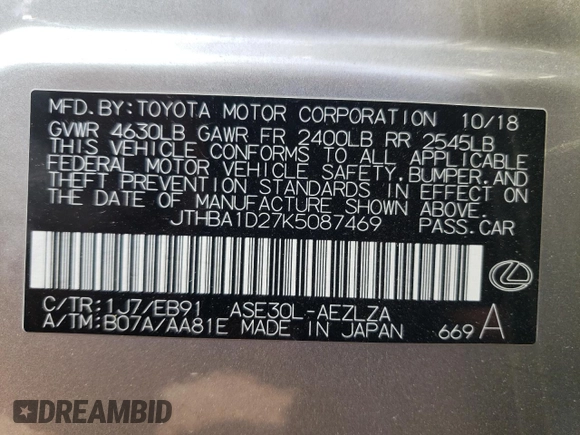 MFD. BY: TOYOTA MOTOR CORPORATION 10/18
GVWR 4630LB GAWR FR 2400LB RR 2545LB
THIS VEHICLE CONFORMS TO ALL APPLICABLE
FEDERAL MOTOR VEHICLE SAFETY, BUMPER, AND
THEFT PREVENTION STANDARDS IN EFFECT ON
THE DATE OF MANUFACTURE SHOWN ABOVE.
JTHBA1D27K5087469 PASS.CAR
C/TR: 1J7/EB91 ASE30L-AEZLZA
A/TM: B07A/AA81E MADE IN JAPAN 669 A
DREAMBID